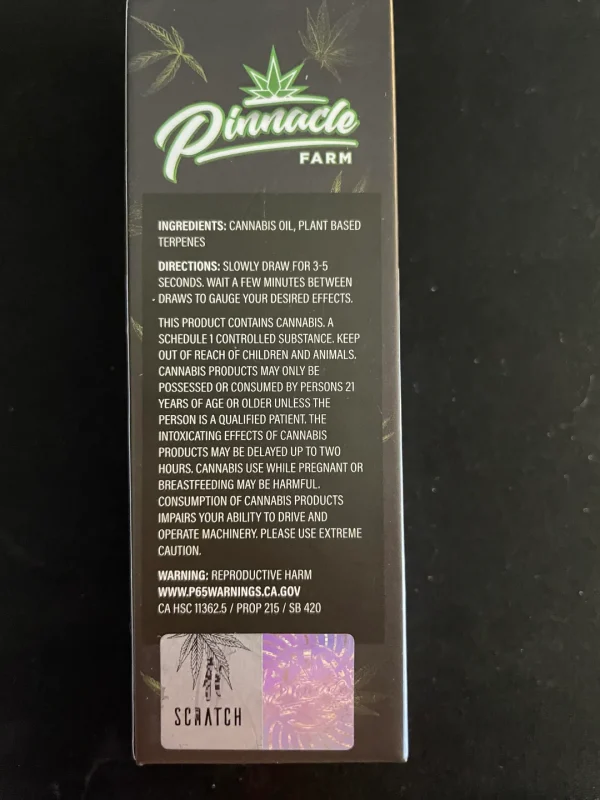 Pinnacle
FARM
INGREDIENTS: CANNABIS OIL, PLANT BASED
TERPENES
DIRECTIONS: SLOWLY DRAW FOR 3-5
SECONDS. WAIT A FEW MINUTES BETWEEN
DRAWS TO GAUGE YOUR DESIRED EFFECTS.
THIS PRODUCT CONTAINS CANNABIS. A
SCHEDULE 1 CONTROLLED SUBSTANCE. KEEP
OUT OF REACH OF CHILDREN AND ANIMALS.
CANNABIS PRODUCTS MAY ONLY BE
POSSESSED OR CONSUMED BY PERSONS 21
YEARS OF AGE OR OLDER UNLESS THE
PERSON IS A QUALIFIED PATIENT. THE
INTOXICATING EFFECTS OF CANNABIS
PRODUCTS MAY BE DELAYED UP TO TWO
HOURS. CANNABIS USE WHILE PREGNANT OR
BREASTFEEDING MAY BE HARMFUL.
CONSUMPTION OF CANNABIS PRODUCTS
IMPAIRS YOUR ABILITY TO DRIVE AND
OPERATE MACHINERY. PLEASE USE EXTREME
CAUTION.
WARNING: REPRODUCTIVE HARM
WWW.P65WARNINGS.CA.GOV
CA HSC 11362.5 / PROP 215 / SB 420
SCRATCH